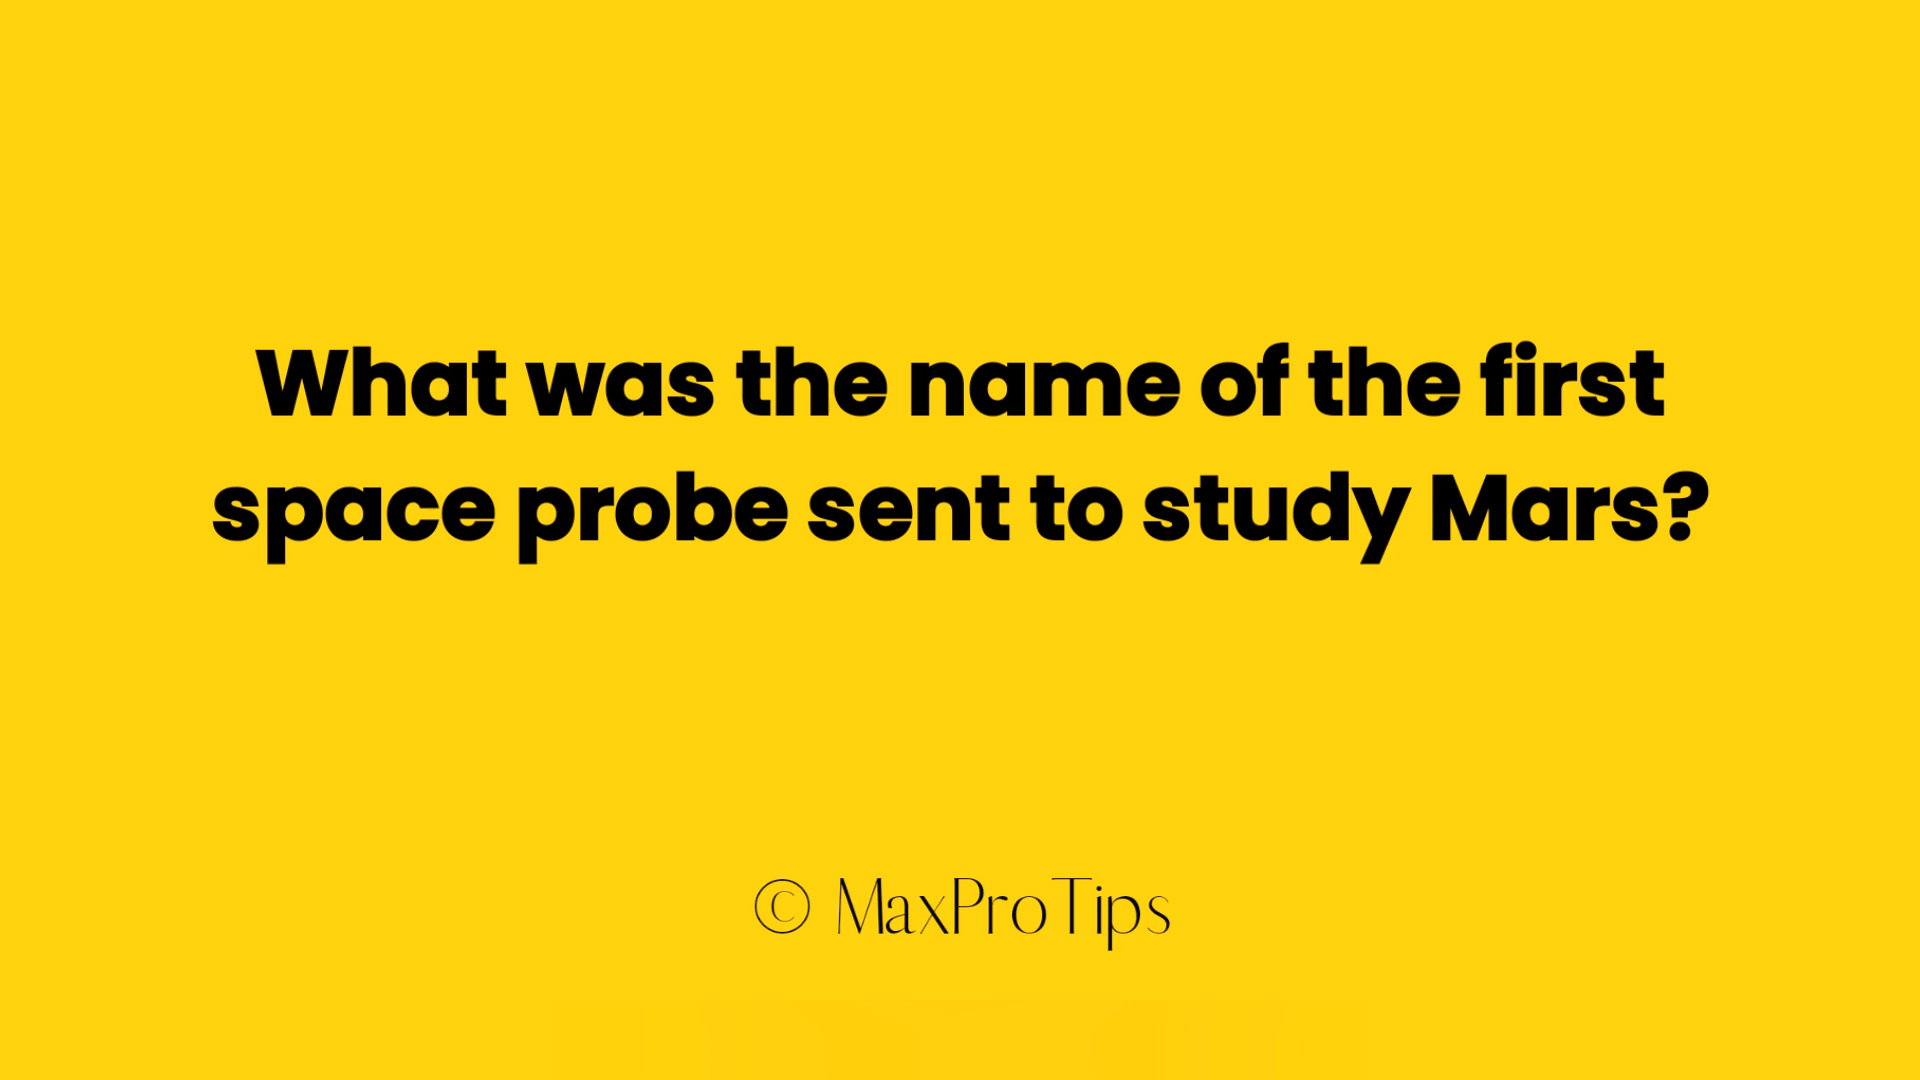 What was the name of the first
space probe sent to study Mars?
© MaxProTips